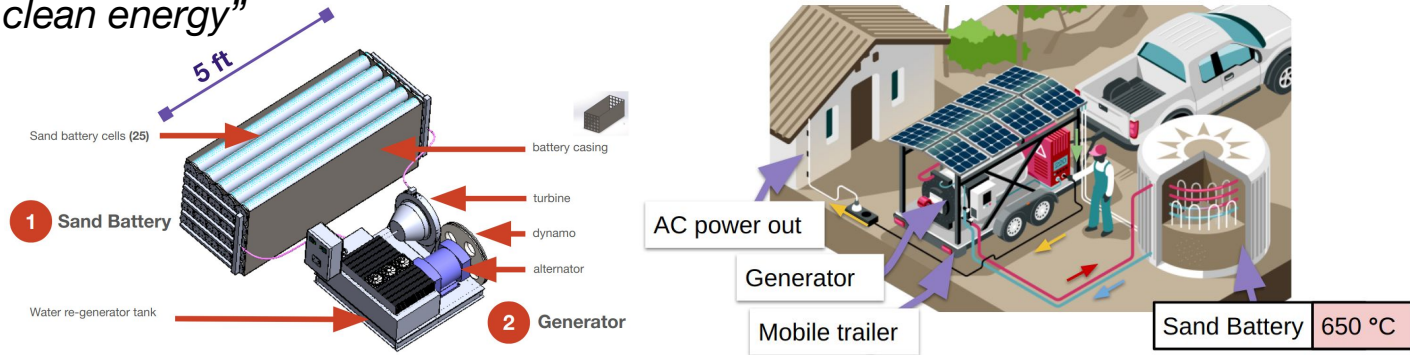 clean energy”
5 ft
Sand battery cells (25)
battery casing
turbine
1 Sand Battery
dynamo
alternator
Water re-generator tank
2 Generator
AC power out
Generator
Mobile trailer
Sand Battery 650 °C